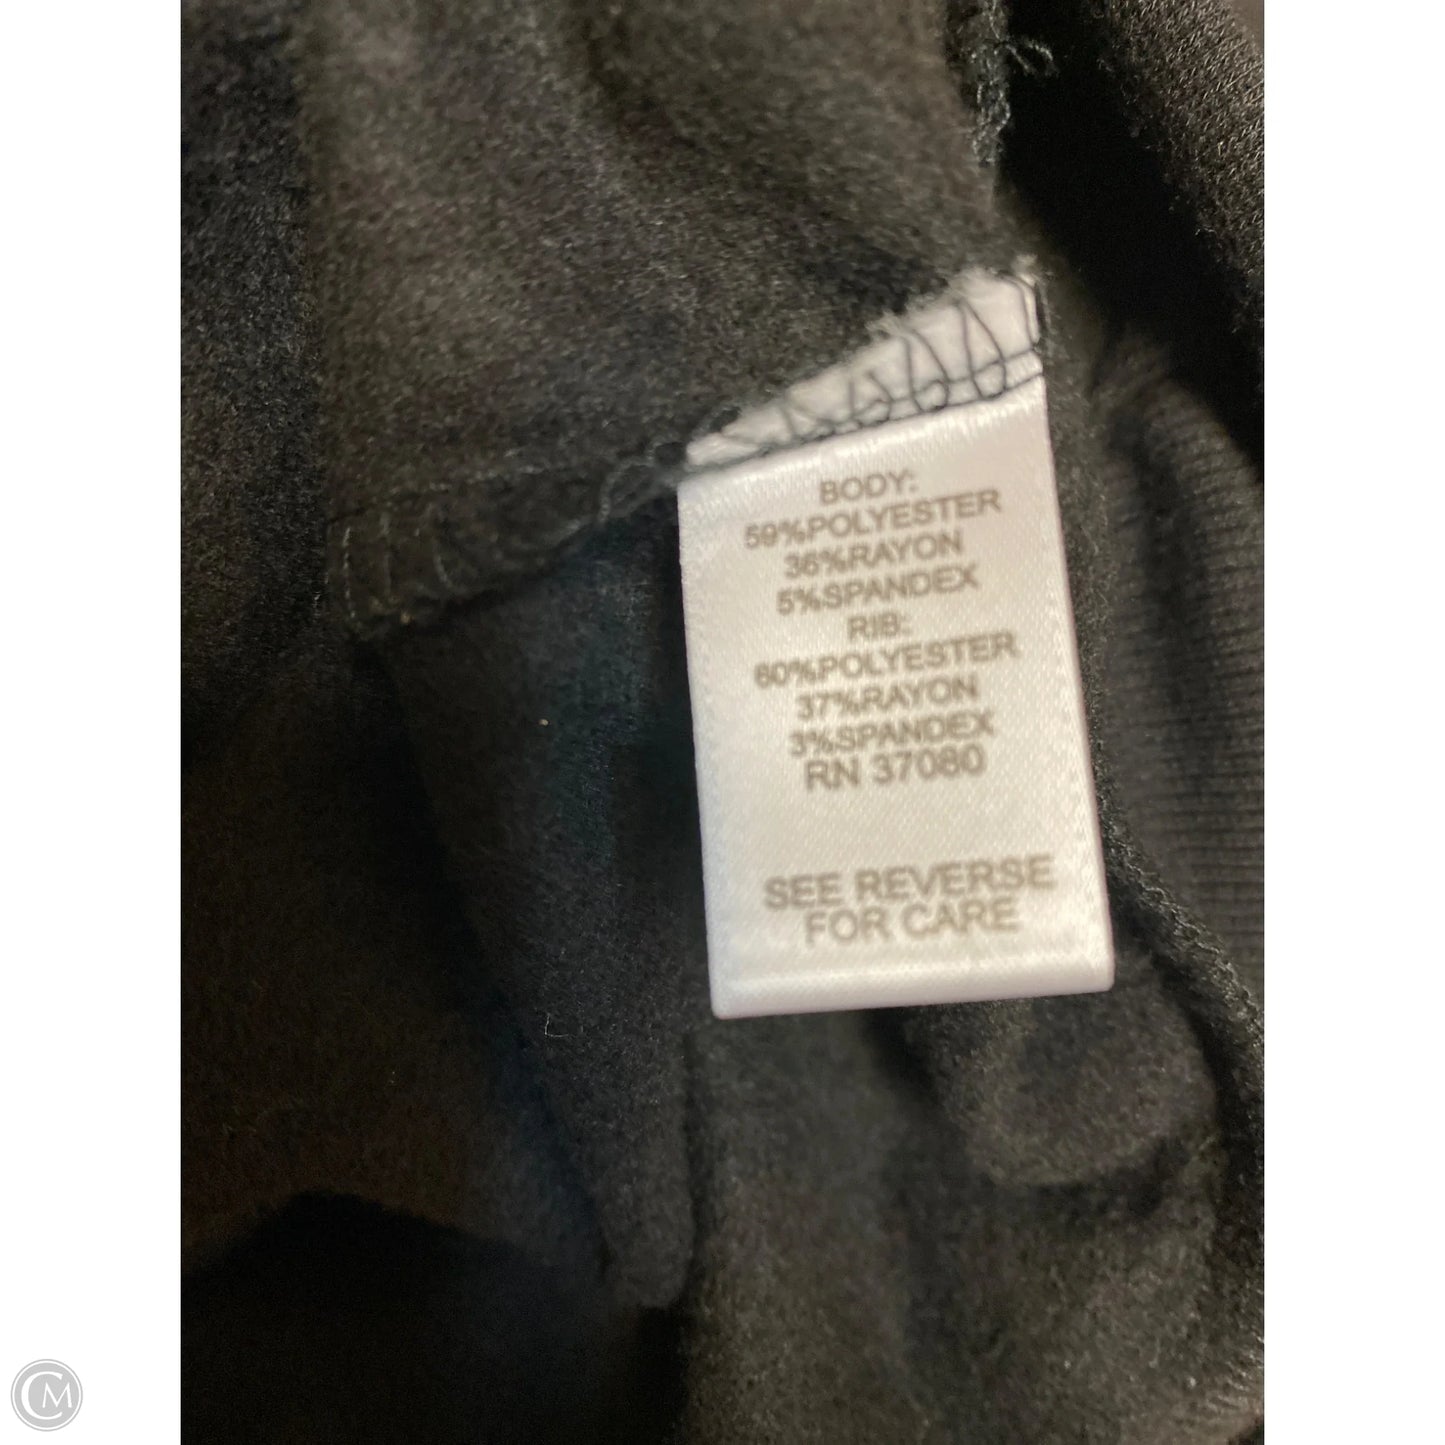 BODY:
59%POLYESTER
36%RAYON
5%SPANDEX
RIB:
60%POLYESTER
37%RAYON
3%SPANDEX
RN 37080
SEE REVERSE
FOR CARE
CM